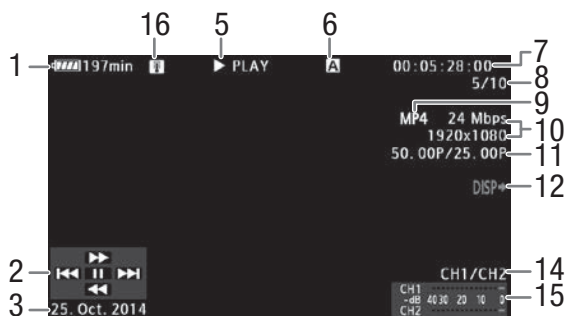 16 5 6
1 197min PLAY A 00:05:28:00 7
5/10 8
9
MP4 24 Mbps
1920x1080 10
50.00P/25.00P 11
DISP 12
2 CH1/CH2 14
CH1
-dB 40 30 20 10 0 15
CH2
3 25. Oct. 2014